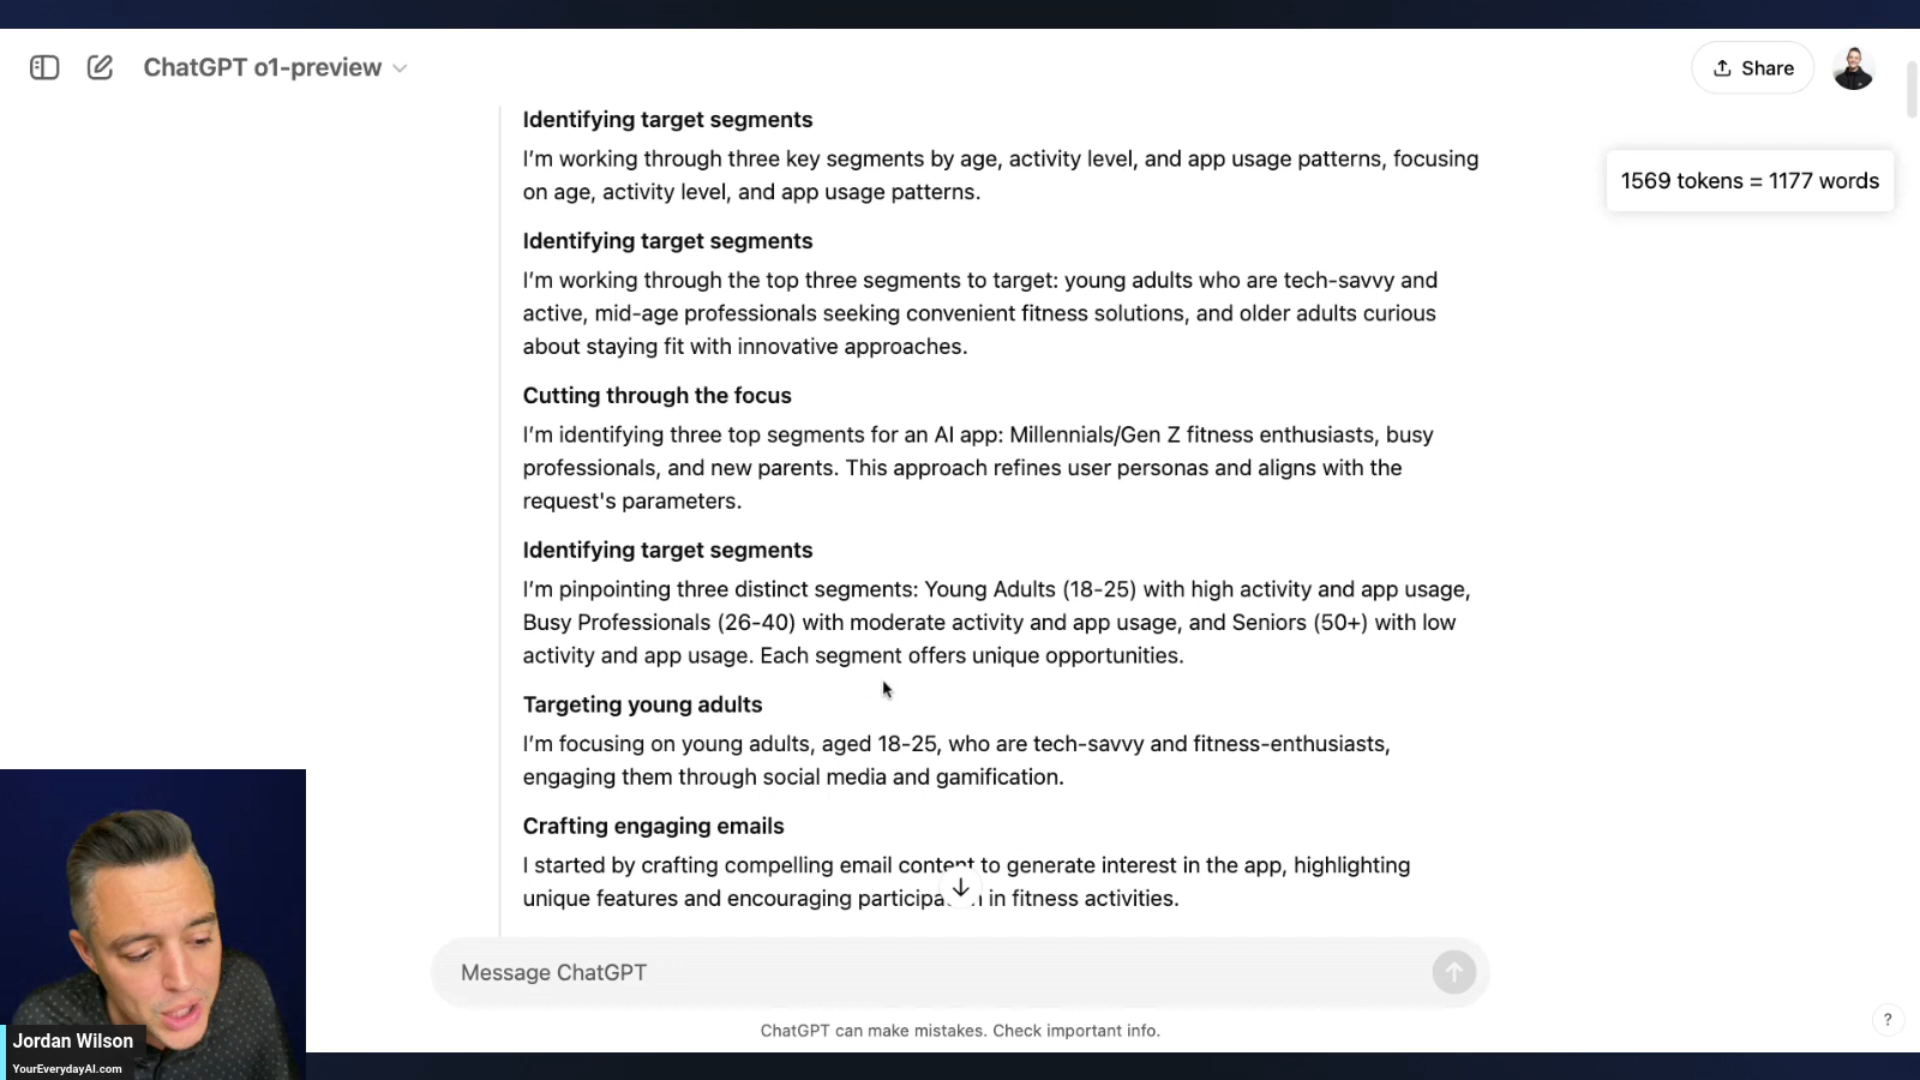 ChatGPT o1-preview
Share
Identifying target segments
I'm working through three key segments by age, activity level, and app usage patterns, focusing
on age, activity level, and app usage patterns.
1569 tokens = 1177 words
Identifying target segments
I'm working through the top three segments to target: young adults who are tech-savvy and
active, mid-age professionals seeking convenient fitness solutions, and older adults curious
about staying fit with innovative approaches.
Cutting through the focus
I'm identifying three top segments for an AI app: Millennials/Gen Z fitness enthusiasts, busy
professionals, and new parents. This approach refines user personas and aligns with the
request's parameters.
Identifying target segments
I'm pinpointing three distinct segments: Young Adults (18-25) with high activity and app usage,
Busy Professionals (26-40) with moderate activity and app usage, and Seniors (50+) with low
activity and app usage. Each segment offers unique opportunities.
Targeting young adults
I'm focusing on young adults, aged 18-25, who are tech-savvy and fitness-enthusiasts,
engaging them through social media and gamification.
Crafting engaging emails
I started by crafting compelling email content to generate interest in the app, highlighting
unique features and encouraging in fitness activities.
Message ChatGPT
ChatGPT can make mistakes. Check important info.
?
Jordan Wilson
YourEverydayAI.com